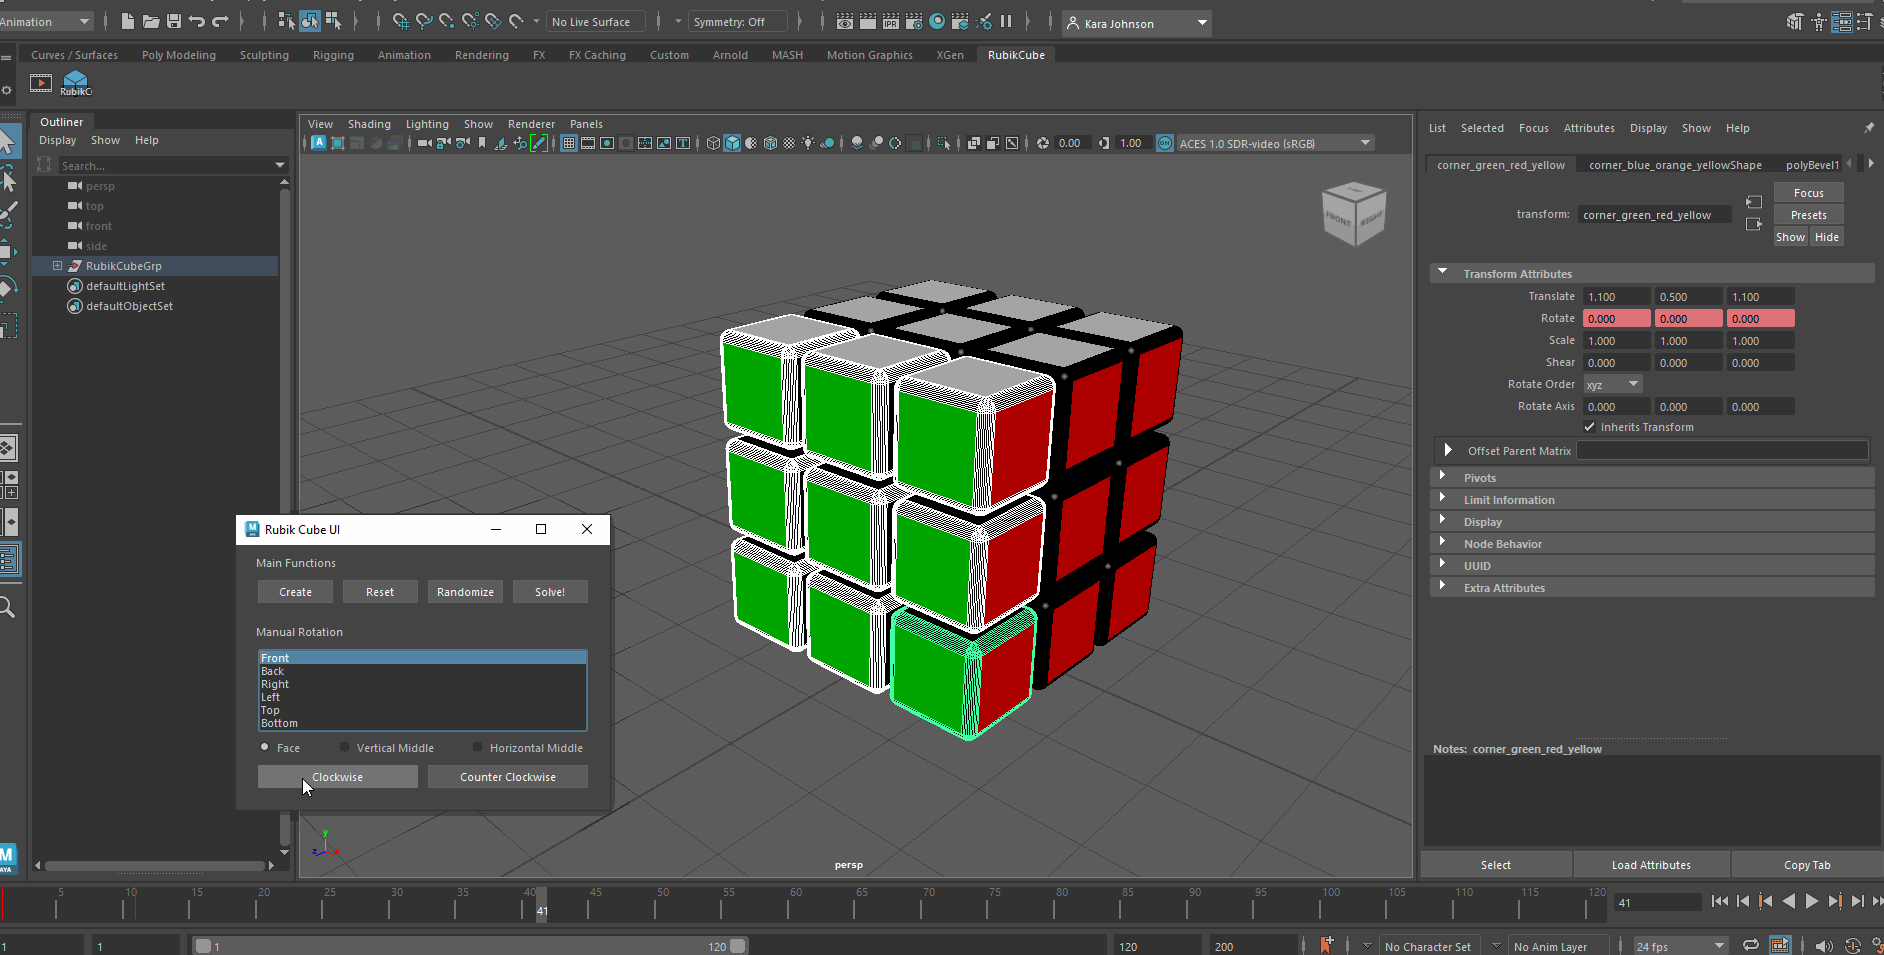 Animation
No Live Surface
Symmetry: Off
IPR
Kara Johnson
Curves / Surfaces
Poly Modeling
Sculpting
Rigging
Animation
Rendering
FX
FX Caching
Custom
Arnold
MASH
Motion Graphics
XGen
RubikCube
RubikC
Outliner
Display
Show
Help
Search...
persp
top
front
side
RubikCubeGrp
defaultLightSet
defaultObjectSet
View
Shading
Lighting
Show
Renderer
Panels
0.00
1.00
ON
ACES 1.0 SDR-video (sRGB)
FRONT
RIGHT
Rubik Cube UI
Main Functions
Create
Reset
Randomize
Solve!
Manual Rotation
Front
Back
Right
Left
Top
Bottom
Face
Vertical Middle
Horizontal Middle
Clockwise
Counter Clockwise
y
z
x
persp
List
Selected
Focus
Attributes
Display
Show
Help
corner_green_red_yellow
corner_blue_orange_yellowShape
polyBevel1
transform:
corner_green_red_yellow
Focus
Presets
Show
Hide
Transform Attributes
Translate 1.100 0.500 1.100
Rotate 0.000 0.000 0.000
Scale 1.000 1.000 1.000
Shear 0.000 0.000 0.000
Rotate Order xyz
Rotate Axis 0.000 0.000 0.000
Inherits Transform
Offset Parent Matrix
Pivots
Limit Information
Display
Node Behavior
UUID
Extra Attributes
Notes: corner_green_red_yellow
Select
Load Attributes
Copy Tab
M
AYA
5 10 15 20 25 30 35 40 45 50 55 60 65 70 75 80 85 90 95 100 105 110 115 120
41
41
1
1
1
120
120
200
No Character Set
No Anim Layer
24 fps